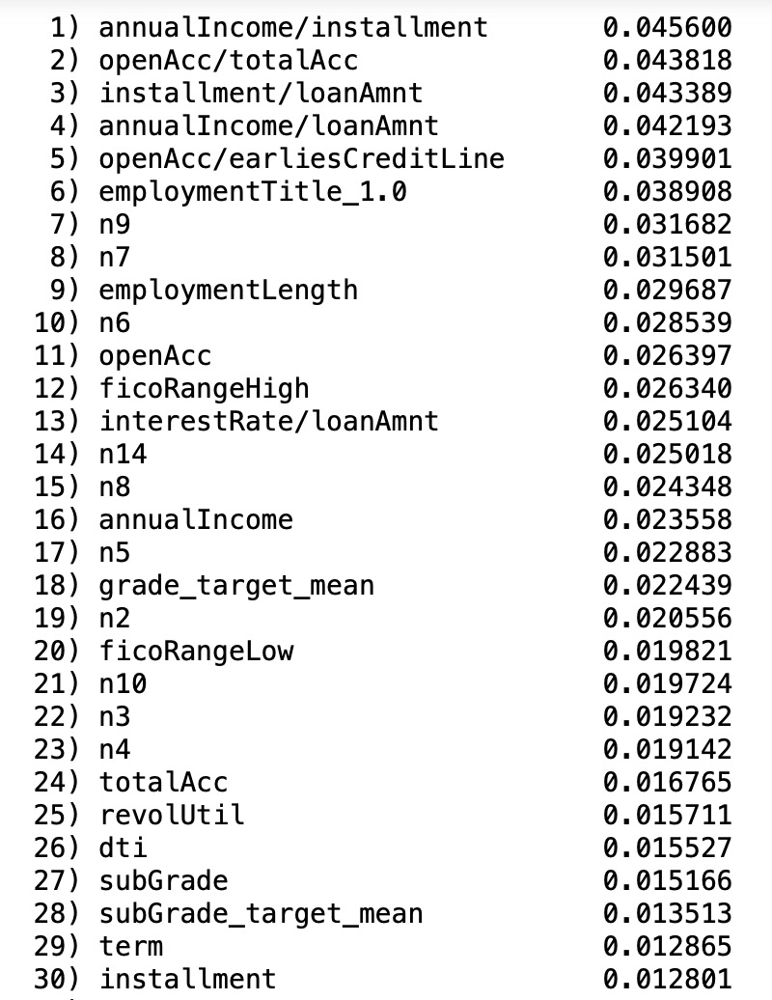 1) annualIncome/installment 0.045600
2) openAcc/totalAcc 0.043818
3) installment/loanAmnt 0.043389
4) annualIncome/loanAmnt 0.042193
5) openAcc/earliesCreditLine 0.039901
6) employmentTitle_1.0 0.038908
7) n9 0.031682
8) n7 0.031501
9) employmentLength 0.029687
10) n6 0.028539
11) openAcc 0.026397
12) ficoRangeHigh 0.026340
13) interestRate/loanAmnt 0.025104
14) n14 0.025018
15) n8 0.024348
16) annualIncome 0.023558
17) n5 0.022883
18) grade_target_mean 0.022439
19) n2 0.020556
20) ficoRangeLow 0.019821
21) n10 0.019724
22) n3 0.019232
23) n4 0.019142
24) totalAcc 0.016765
25) revolUtil 0.015711
26) dti 0.015527
27) subGrade 0.015166
28) subGrade_target_mean 0.013513
29) term 0.012865
30) installment 0.012801